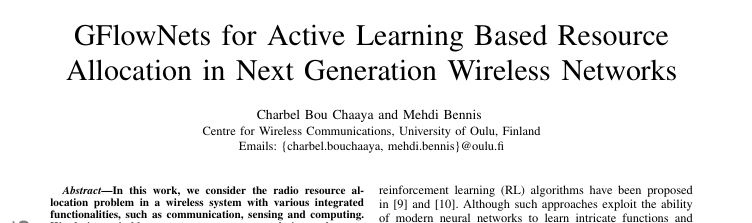 GFlowNets for Active Learning Based Resource
Allocation in Next Generation Wireless Networks
Charbel Bou Chaaya and Mehdi Bennis
Centre for Wireless Communications, University of Oulu, Finland
Emails: {charbel.bouchaaya, mehdi.bennis}@oulu.fi
Abstract—In this work, we consider the radio resource al-
location problem in a wireless system with various integrated
functionalities, such as communication, sensing and computing.
reinforcement learning (RL) algorithms have been proposed
in [9] and [10]. Although such approaches exploit the ability
of modern neural networks to learn intricate functions and